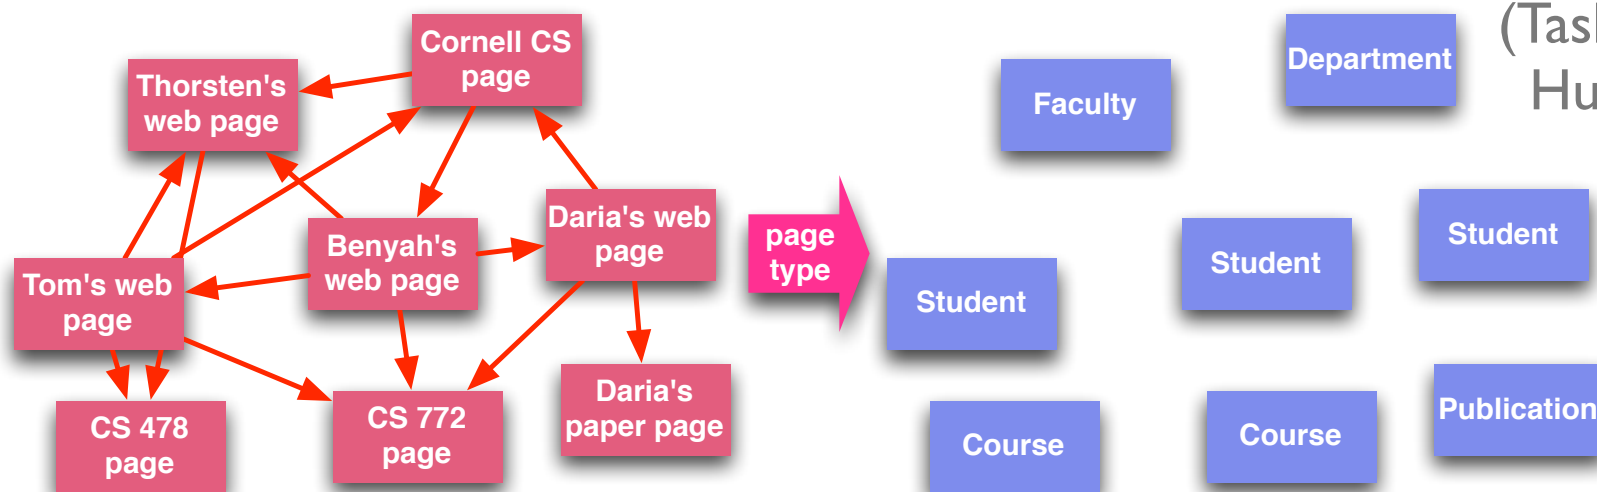 Cornell CS
page
Thorsten's
web page
Daria's web
page
Benyah's
web page
Tom's web
page
Daria's
paper page
CS 772
page
CS 478
page
page
type
Department
Faculty
Student
Student
Student
Publication
Course
Course